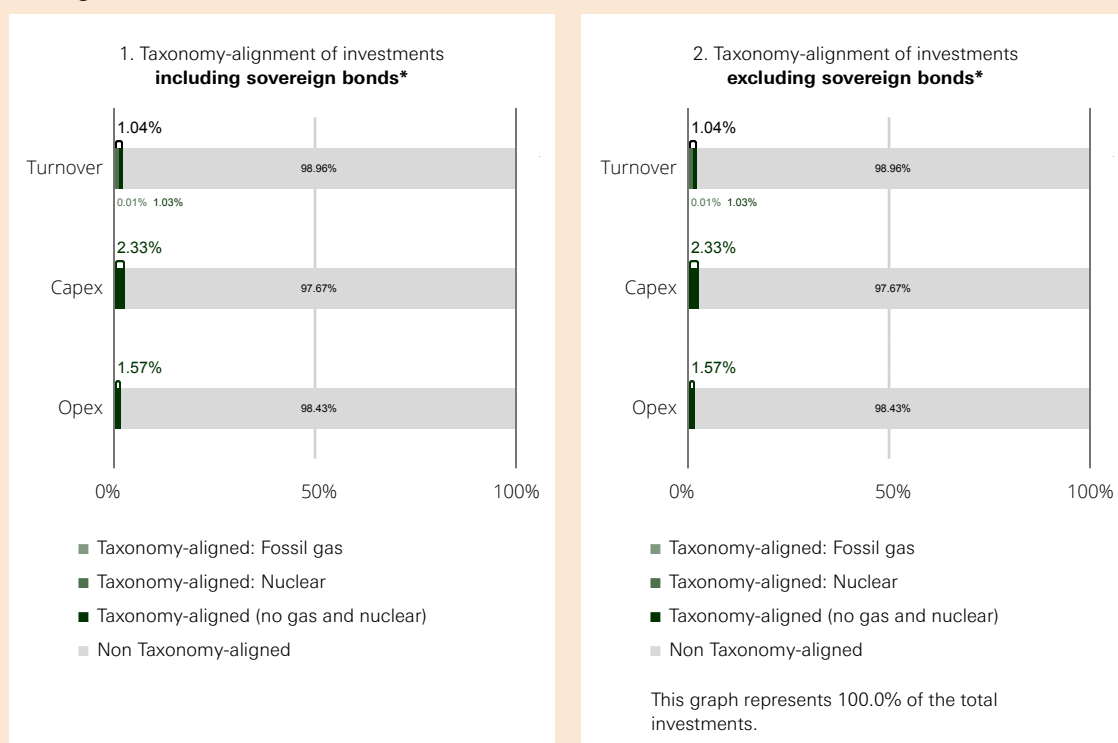 1. Taxonomy-alignment of investments
including sovereign bonds*
1.04%
Turnover
98.96%
0.01% 1.03%
2.33%
Capex
97.67%
1.57%
Opex
98.43%
0%
50%
100%
Taxonomy-aligned: Fossil gas
Taxonomy-aligned: Nuclear
Taxonomy-aligned (no gas and nuclear)
Non Taxonomy-aligned
2. Taxonomy-alignment of investments
excluding sovereign bonds*
1.04%
Turnover
98.96%
0.01% 1.03%
2.33%
Capex
97.67%
1.57%
Opex
98.43%
0%
50%
100%
Taxonomy-aligned: Fossil gas
Taxonomy-aligned: Nuclear
Taxonomy-aligned (no gas and nuclear)
Non Taxonomy-aligned
This graph represents 100.0% of the total
investments.